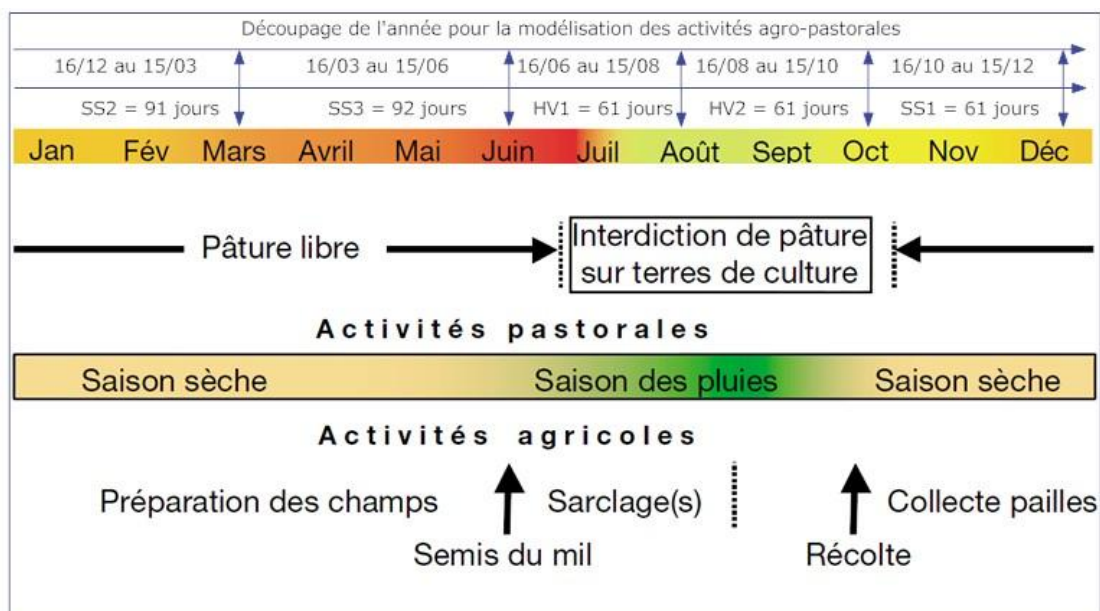 Découpage de l'année pour la modélisation des activités agro-pastorales
16/12 au 15/03 16/03 au 15/06 16/06 au 15/08 16/08 au 15/10 16/10 au 15/12
SS2 = 91 jours SS3 = 92 jours HV1 = 61 jours HV2 = 61 jours SS1 = 61 jours
Jan Fév Mars Avril Mai Juin Juil Août Sept Oct Nov Déc
Pâture libre
Interdiction de pâture
sur terres de culture
Activités pastorales
Saison sèche Saison des pluies Saison sèche
Activités agricoles
Préparation des champs Sarclage(s) Collecte pailles
Semis du mil Récolte